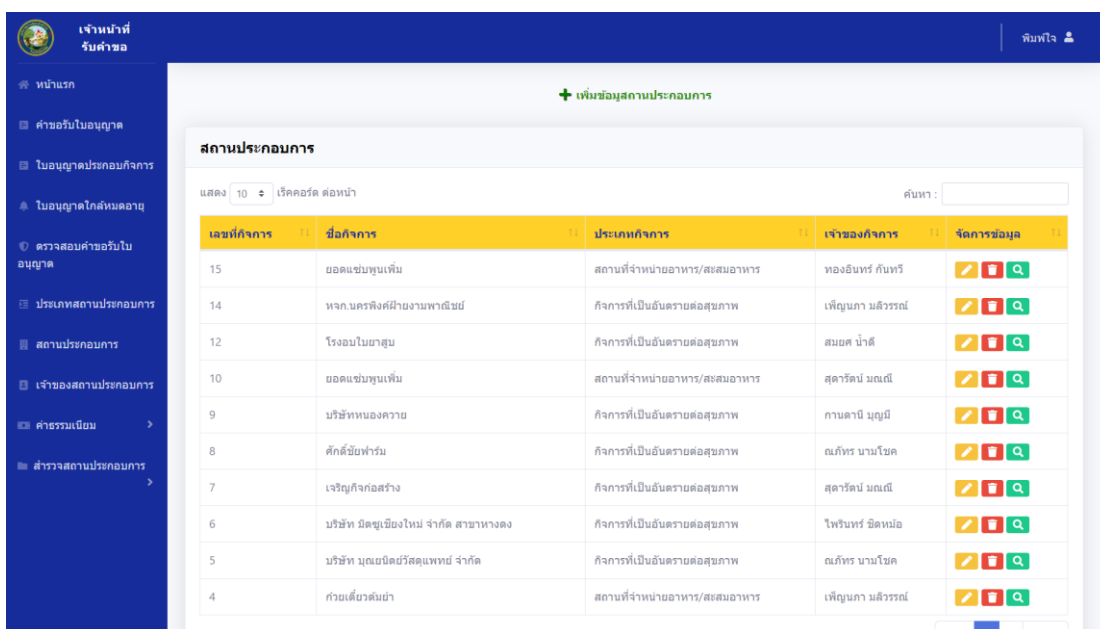 เจ้าหน้าที่
รับคำขอ
พิมพ์ใจ
หน้าแรก
คำขอรับใบอนุญาต
ใบอนุญาตประกอบกิจการ
ใบอนุญาตใกล้หมดอายุ
ตรวจสอบคำขอรับใบ
อนุญาต
ประเภทสถานประกอบการ
สถานประกอบการ
เจ้าของสถานประกอบการ
ค่าธรรมเนียม
สำรวจสถานประกอบการ
เพิ่มข้อมุสถานประกอบการ
สถานประกอบการ
แสดง 10 เร็คคอร์ด ต่อหน้า
ค้นหา :
เลขที่กิจการ ชื่อกิจการ ประเภทกิจการ เจ้าของกิจการ จัดการข้อมูล
15 ยอดแซ่บพูนเพิ่ม สถานที่จำหน่ายอาหาร/สะสมอาหาร ทองอินทร์ กันทวี
14 หจก.นครพิงค์ฝ้ายงามพาณิชย์ กิจการที่เป็นอันตรายต่อสุขภาพ เพ็ญนภา มลิวรรณ์
12 โรงอบใบยาสูบ กิจการที่เป็นอันตรายต่อสุขภาพ สมยศ น้ำดี
10 ยอดแซ่บพูนเพิ่ม สถานที่จำหน่ายอาหาร/สะสมอาหาร สุดารัตน์ มณเฑี
9 บริษัทหนองควาย กิจการที่เป็นอันตรายต่อสุขภาพ กานดานี บุญมี
8 ศักดิ์ชัยฟาร์ม กิจการที่เป็นอันตรายต่อสุขภาพ ณภัทร นามโชค
7 เจริญกิจก่อสร้าง กิจการที่เป็นอันตรายต่อสุขภาพ
6 บริษัท มิตซูเชียงใหม่ จำกัด สาขาหางดง กิจการที่เป็นอันตรายต่อสุขภาพ ไพรินทร์ ชิดหม้อ
5 บริษัท บุณยนิตย์วัสดุแพทย์ จำกัด กิจการที่เป็นอันตรายต่อสุขภาพ ณภัทร นามโชค
4 ก๋วยเตี๋ยวต้มยำ สถานที่จำหน่ายอาหาร/สะสมอาหาร เพ็ญนภา มลิวรรณ์